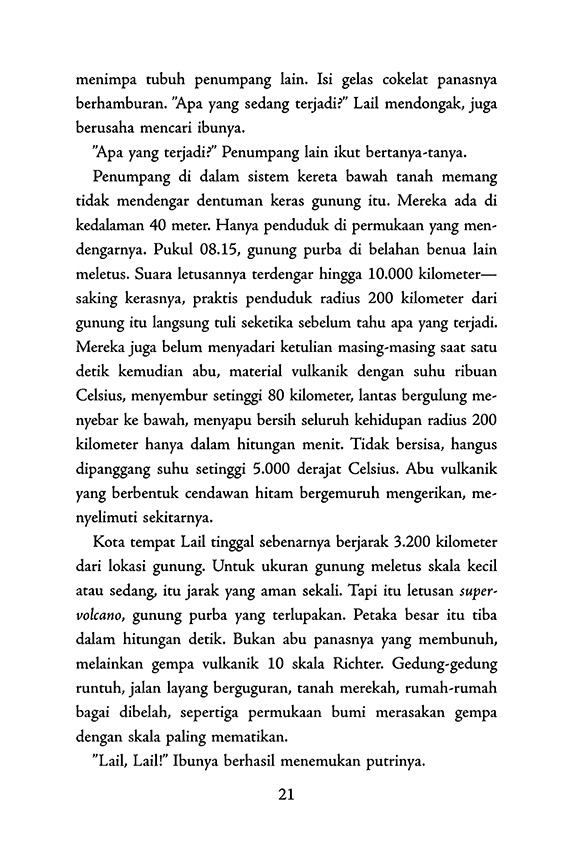 menimpa tubuh penumpang lain. Isi gelas cokelat panasnya
berhamburan. ”Apa yang sedang terjadi?” Lail mendongak, juga
berusaha mencari ibunya.
”Apa yang terjadi?” Penumpang lain ikut bertanya-tanya.
Penumpang di dalam sistem kereta bawah tanah memang
tidak mendengar dentuman keras gunung itu. Mereka ada di
kedalaman 40 meter. Hanya penduduk di permukaan yang men-
dengarnya. Pukul 08.15, gunung purba di belahan benua lain
meletus. Suara letusannya terdengar hingga 10.000 kilometer—
saking kerasnya, praktis penduduk radius 200 kilometer dari
gunung itu langsung tuli seketika sebelum tahu apa yang terjadi.
Mereka juga belum menyadari ketulian masing-masing saat satu
detik kemudian abu, material vulkanik dengan suhu ribuan
Celsius, menyembur setinggi 80 kilometer, lantas bergulung me-
nyebar ke bawah, menyapu bersih seluruh kehidupan radius 200
kilometer hanya dalam hitungan menit. Tidak bersisa, hangus
dipanggang suhu setinggi 5.000 derajat Celsius. Abu vulkanik
yang berbentuk cendawan hitam bergemuruh mengerikan, me-
nyelimuti sekitarnya.
Kota tempat Lail tinggal sebenarnya berjarak 3.200 kilometer
dari lokasi gunung. Untuk ukuran gunung meletus skala kecil
atau sedang, itu jarak yang aman sekali. Tapi itu letusan super-
volcano, gunung purba yang terlupakan. Petaka besar itu tiba
dalam hitungan detik. Bukan abu panasnya yang membunuh,
melainkan gempa vulkanik 10 skala Richter. Gedung-gedung
runtuh, jalan layang berguguran, tanah merekah, rumah-rumah
bagai dibelah, sepertiga permukaan bumi merasakan gempa
dengan skala paling mematikan.
”Lail, Lail!” Ibunya berhasil menemukan putrinya.
21